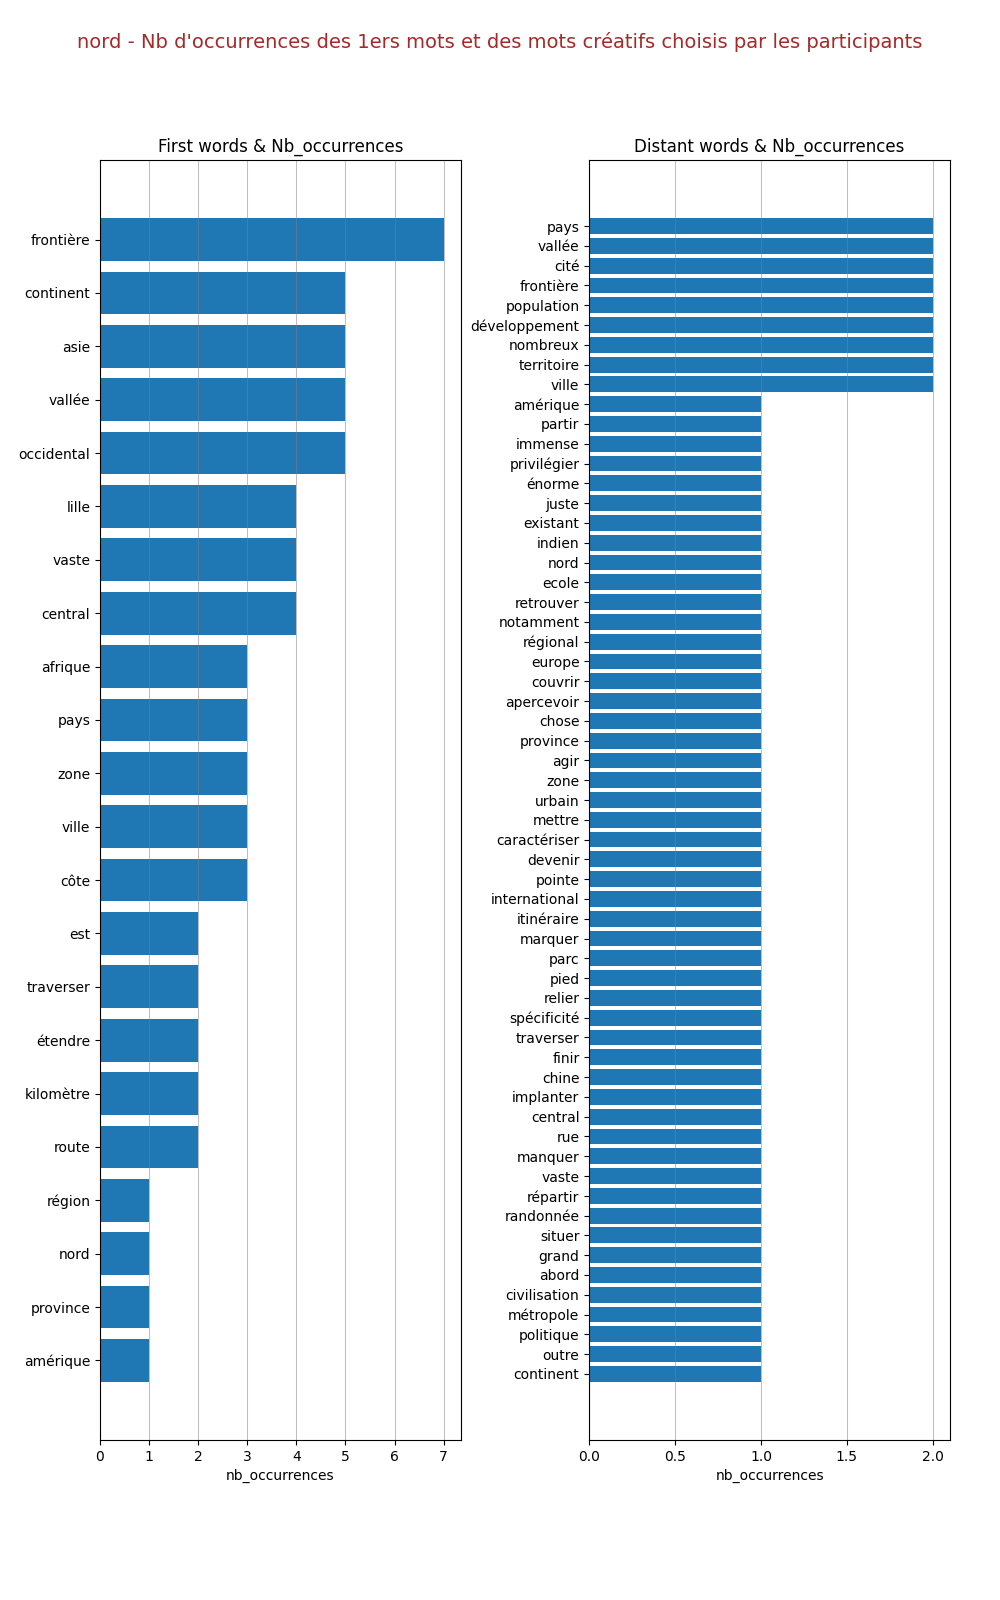 nord - Nb d'occurrences des 1ers mots et des mots créatifs choisis par les participants
First words & Nb_occurrences
frontière
continent
asie
vallée
occidental
lille
vaste
central
afrique
pays
zone
ville
côte
est
traverser
étendre
kilomètre
route
région
nord
province
amérique
0 1 2 3 4 5 6 7
nb_occurrences
Distant words & Nb_occurrences
pays
vallée
cité
frontière
population
développement
nombreux
territoire
ville
amérique
partir
immense
privilégier
énorme
juste
existant
indien
nord
ecole
retrouver
notamment
régional
europe
couvrir
apercevoir
chose
province
agir
zone
urbain
mettre
caractériser
devenir
pointe
international
itinéraire
marquer
parc
pied
relier
spécificité
traverser
finir
chine
implanter
central
rue
manquer
vaste
répartir
randonnée
situer
grand
abord
civilisation
métropole
politique
outre
continent
0.0 0.5 1.0 1.5 2.0
nb_occurrences